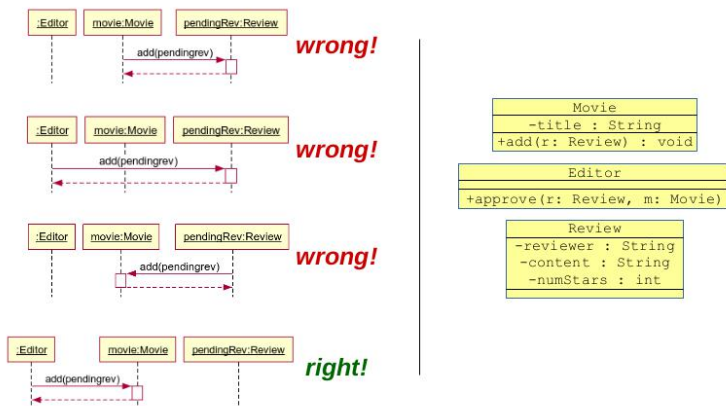 :Editor movie:Movie pendingRev:Review
add(pendingrev)
wrong!
:Editor movie:Movie pendingRev:Review
add(pendingrev)
wrong!
:Editor movie:Movie pendingRev:Review
add(pendingrev)
wrong!
:Editor movie:Movie pendingRev:Review
add(pendingrev)
right!
Movie
-title : String
+add(r: Review) : void
Editor
+approve(r: Review, m: Movie)
Review
-reviewer : String
-content : String
-numStars : int